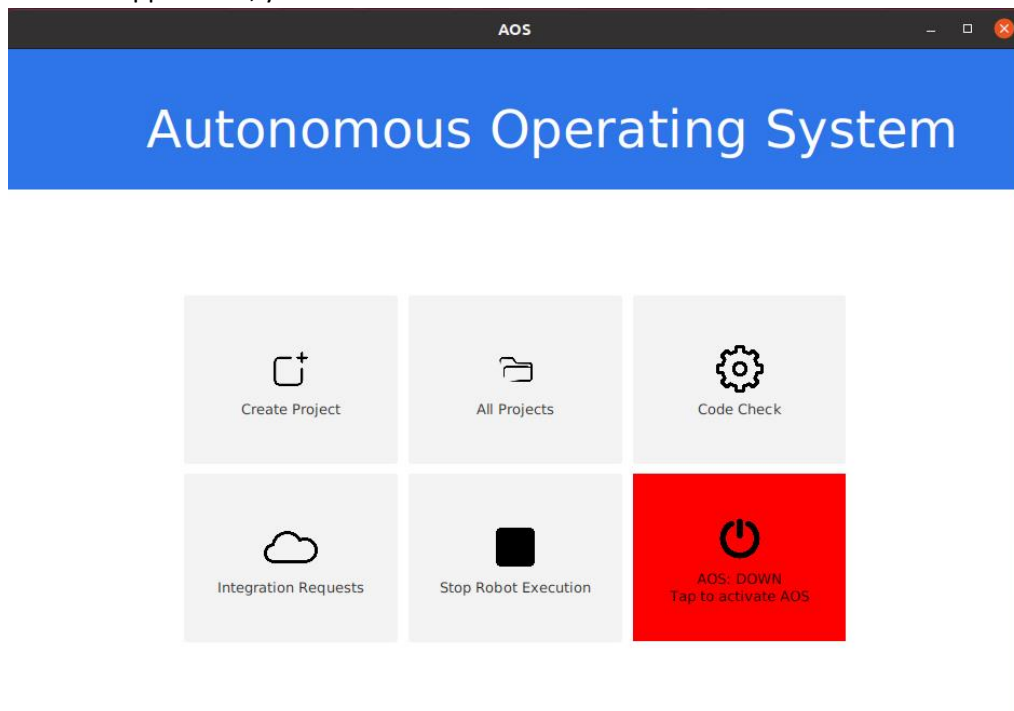 AOS
Autonomous Operating System
Create Project
All Projects
Code Check
Integration Requests
Stop Robot Execution
AOS: DOWN
Tap to activate AOS